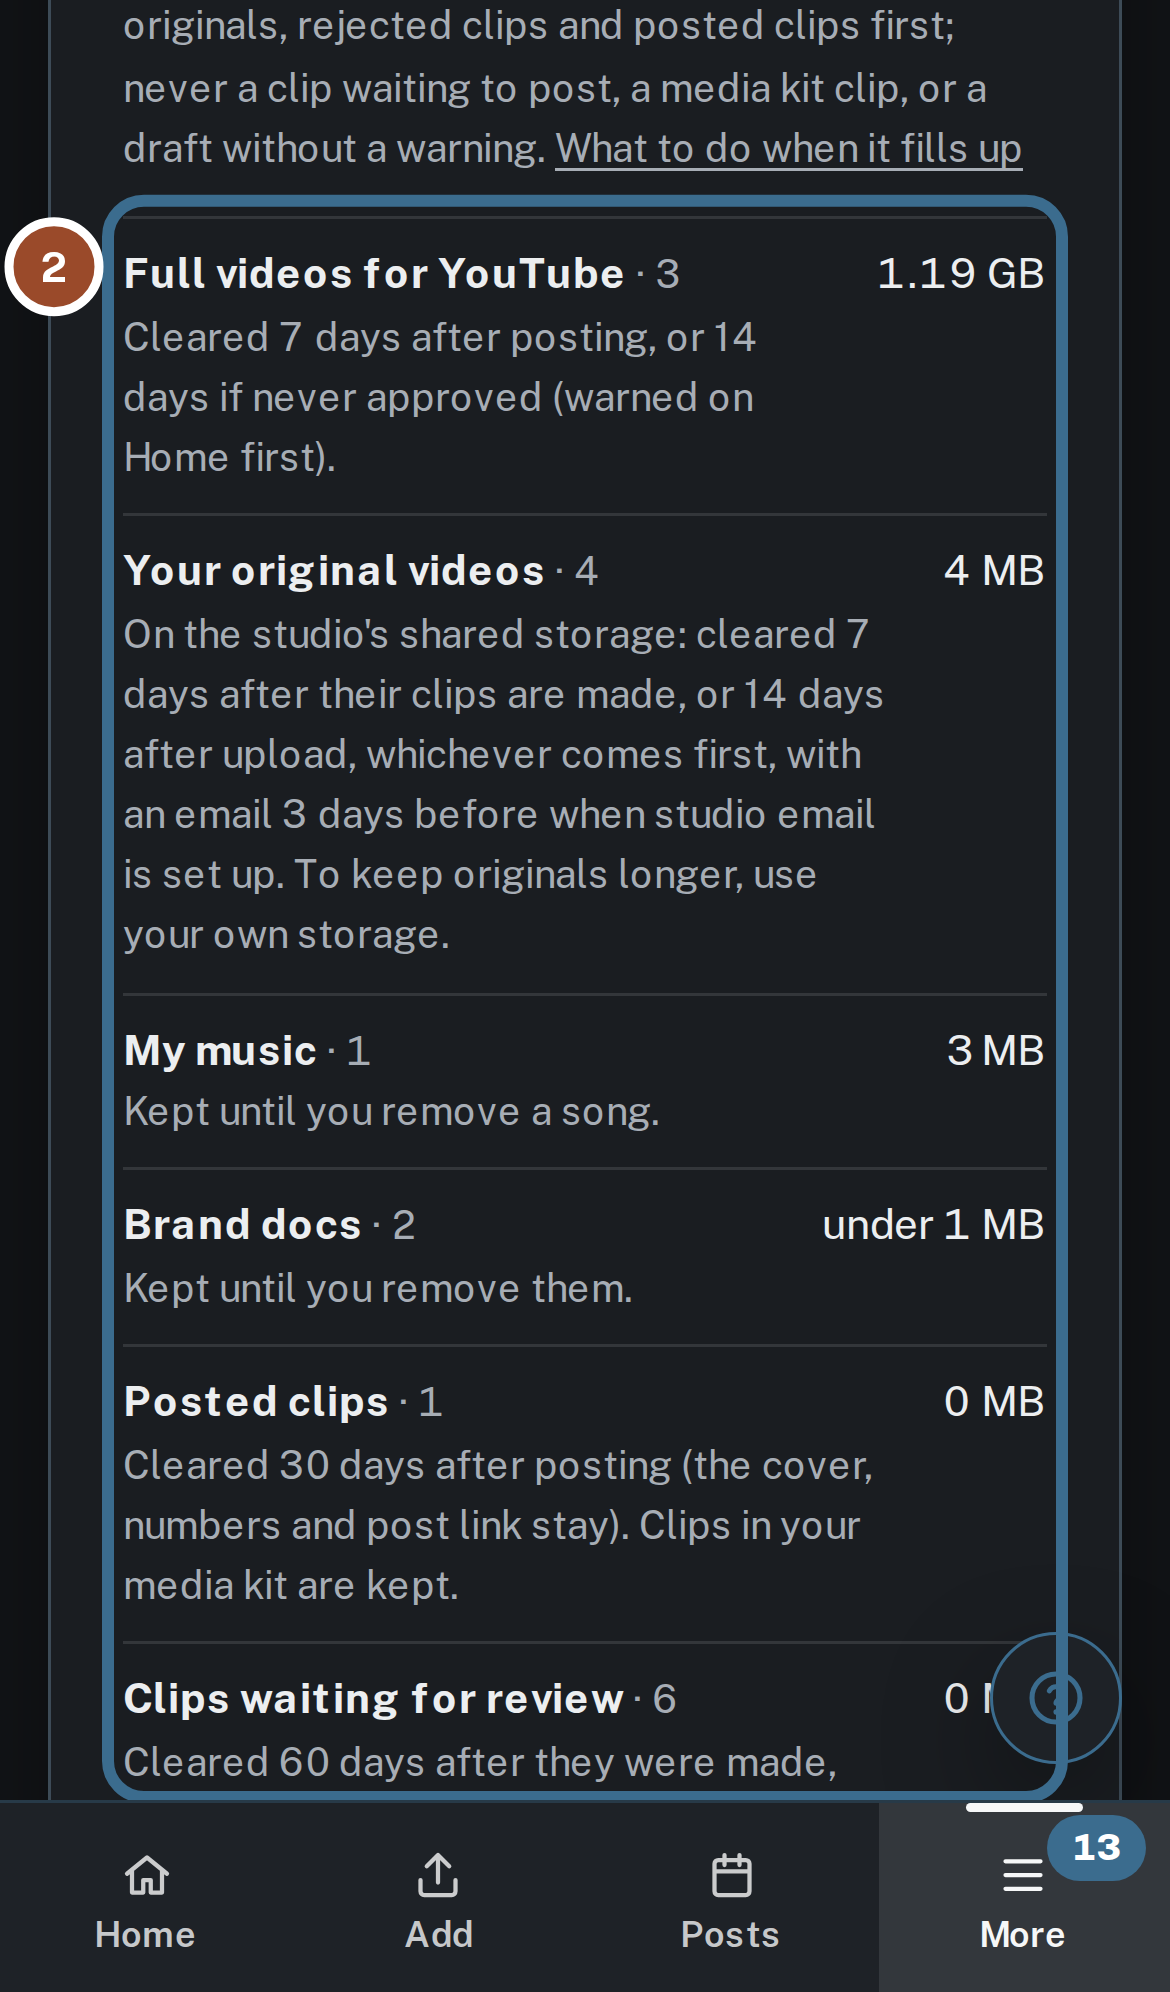 originals, rejected clips and posted clips first;
never a clip waiting to post, a media kit clip, or a
draft without a warning. What to do when it fills up
2
Full videos for YouTube · 3 1.19 GB
Cleared 7 days after posting, or 14
days if never approved (warned on
Home first).
Your original videos · 4 4 MB
On the studio's shared storage: cleared 7
days after their clips are made, or 14 days
after upload, whichever comes first, with
an email 3 days before when studio email
is set up. To keep originals longer, use
your own storage.
My music · 1 3 MB
Kept until you remove a song.
Brand docs · 2 under 1 MB
Kept until you remove them.
Posted clips · 1 0 MB
Cleared 30 days after posting (the cover,
numbers and post link stay). Clips in your
media kit are kept.
Clips waiting for review · 6 0
Cleared 60 days after they were made,
13
Home Add Posts More